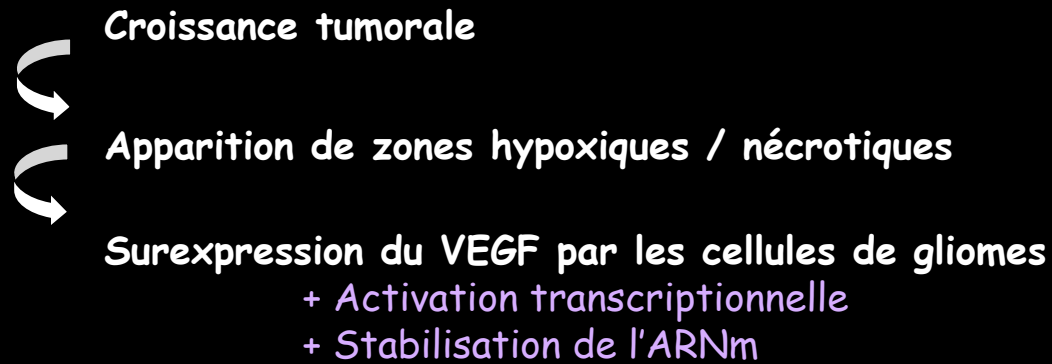 Croissance tumorale
Apparition de zones hypoxiques / nécrotiques
Surexpression du VEGF par les cellules de gliomes
+ Activation transcriptionnelle
+ Stabilisation de l'ARNm